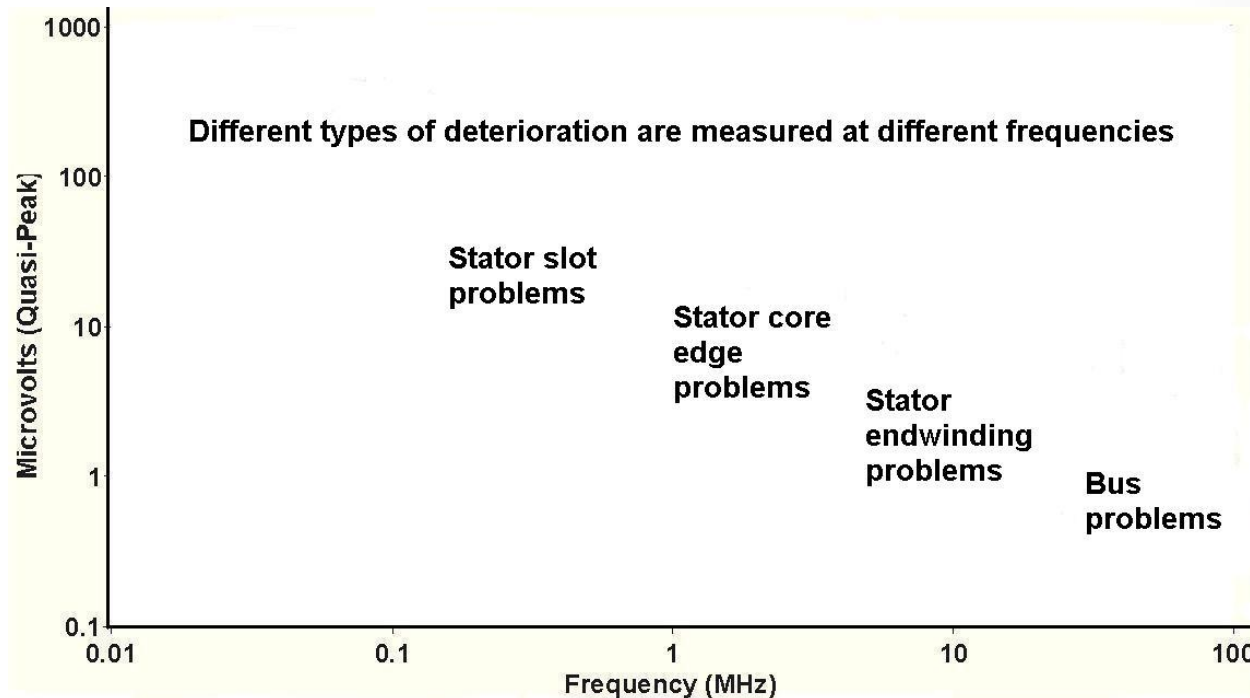 1000
Different types of deterioration are measured at different frequencies
100
Microvolts (Quasi-Peak)
Stator slot
problems
10
Stator core
edge
problems
Stator
endwinding
problems
1
Bus
problems
0.1
0.01 0.1 1 10 100
Frequency (MHz)